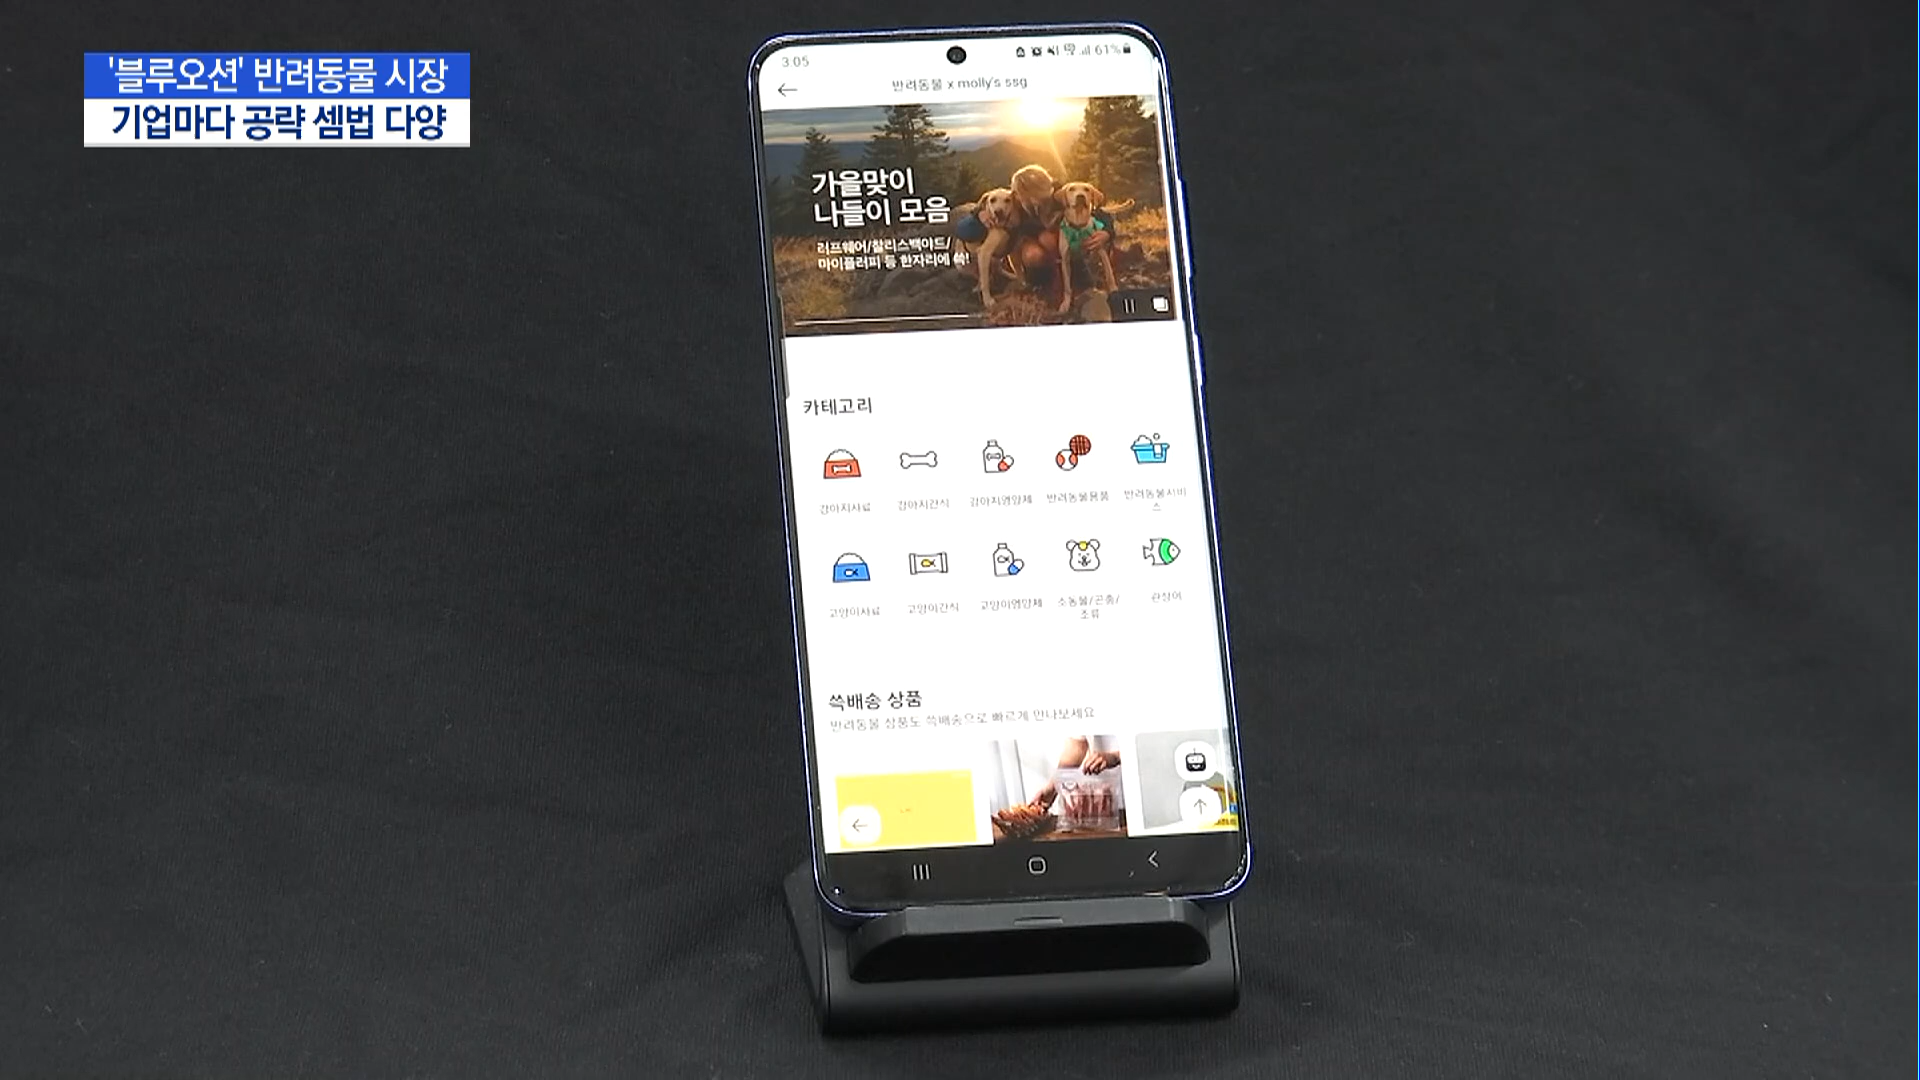 '블루오션' 반려동물 시장
기업마다 공략 셈법 다양
3:05
61%
반려동물 x molly's ssg
가을맞이
나들이 모음
러프웨어/찰리스백야드/
마이플러피 등 한자리에 쓱!
카테고리
강아지사료 강아지간식 강아지영양제 반려동물용품 반려동물서비
스
고양이사료 고양이간식 고양이영양제 소동물/곤충/ 관상어
조류
쓱배송 상품
반려동물 상품도 쓱배송으로 빠르게 만나보세요